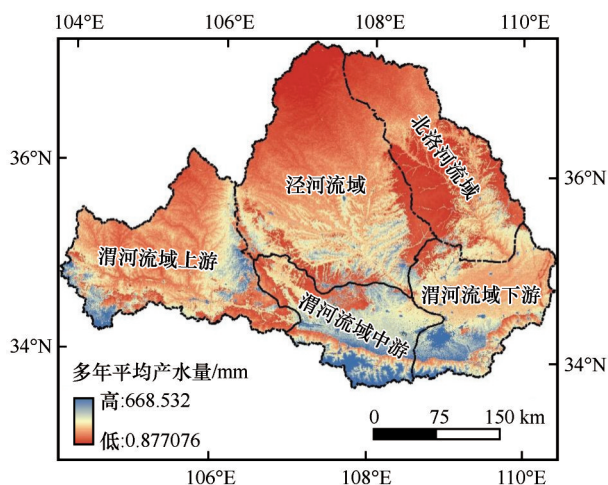 104°E 106°E 108°E 110°E
36°N
36°N
34°N
34°N
北洛河流域
泾河流域
渭河流域上游
渭河流域下游
渭河流域中游
多年平均产水量/mm
高:668.532
低:0.877076
0 75 150 km
106°E 108°E 110°E